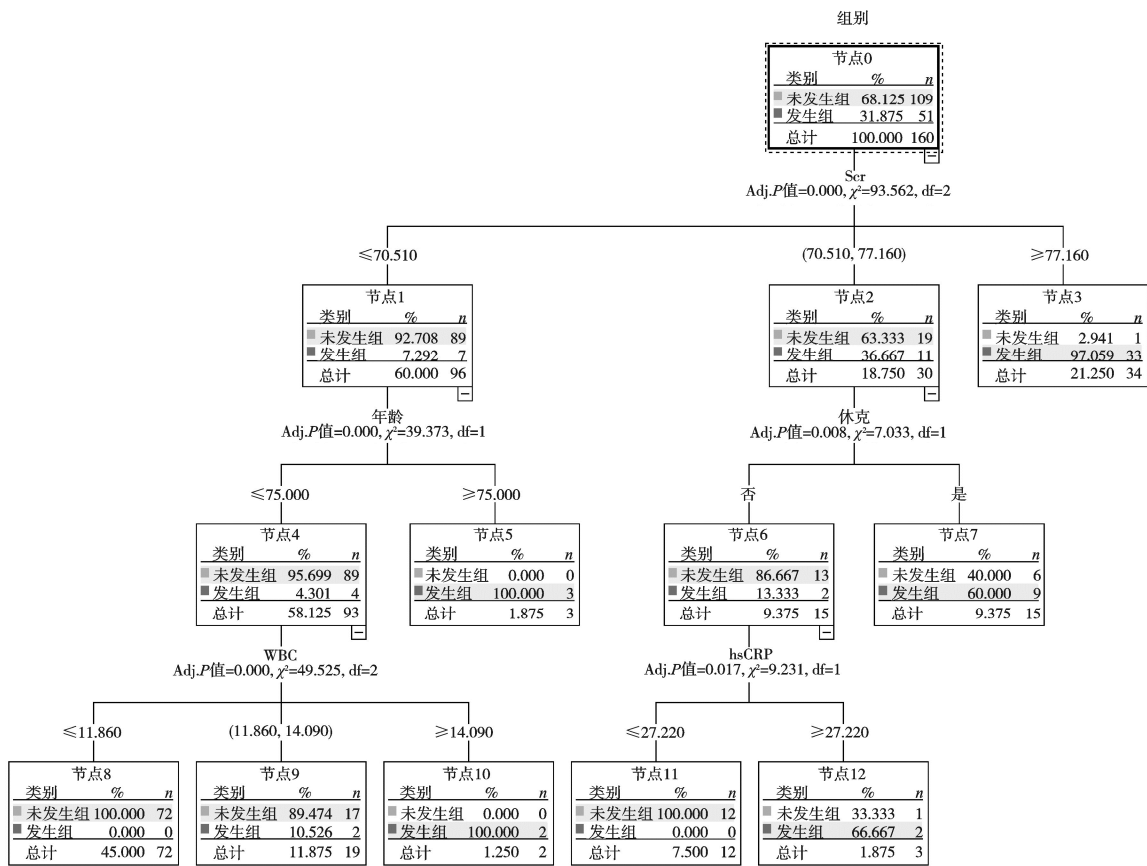 组别
节点0
类别 % n
未发生组 68.125 109
发生组 31.875 51
总计 100.000 160
Scr
Adj.P值=0.000, χ²=93.562, df=2
≤70.510
(70.510, 77.160)
≥77.160
节点1
类别 % n
未发生组 92.708 89
发生组 7.292 7
总计 60.000 96
节点2
类别 % n
未发生组 63.333 19
发生组 36.667 11
总计 18.750 30
节点3
类别 % n
未发生组 2.941 1
发生组 97.059 33
总计 21.250 34
年龄
Adj.P值=0.000, χ²=39.373, df=1
休克
Adj.P值=0.008, χ²=7.033, df=1
≤75.000
≥75.000
否
是
节点4
类别 % n
未发生组 95.699 89
发生组 4.301 4
总计 58.125 93
节点5
类别 % n
未发生组 0.000 0
发生组 100.000 3
总计 1.875 3
节点6
类别 % n
未发生组 86.667 13
发生组 13.333 2
总计 9.375 15
节点7
类别 % n
未发生组 40.000 6
发生组 60.000 9
总计 9.375 15
WBC
Adj.P值=0.000, χ²=49.525, df=2
hsCRP
Adj.P值=0.017, χ²=9.231, df=1
≤11.860
(11.860, 14.090)
≥14.090
≤27.220
≥27.220
节点8
类别 % n
未发生组 100.000 72
发生组 0.000 0
总计 45.000 72
节点9
类别 % n
未发生组 89.474 17
发生组 10.526 2
总计 11.875 19
节点10
类别 % n
未发生组 0.000 0
发生组 100.000 2
总计 1.250 2
节点11
类别 % n
未发生组 100.000 12
发生组 0.000 0
总计 7.500 12
节点12
类别 % n
未发生组 33.333 1
发生组 66.667 2
总计 1.875 3